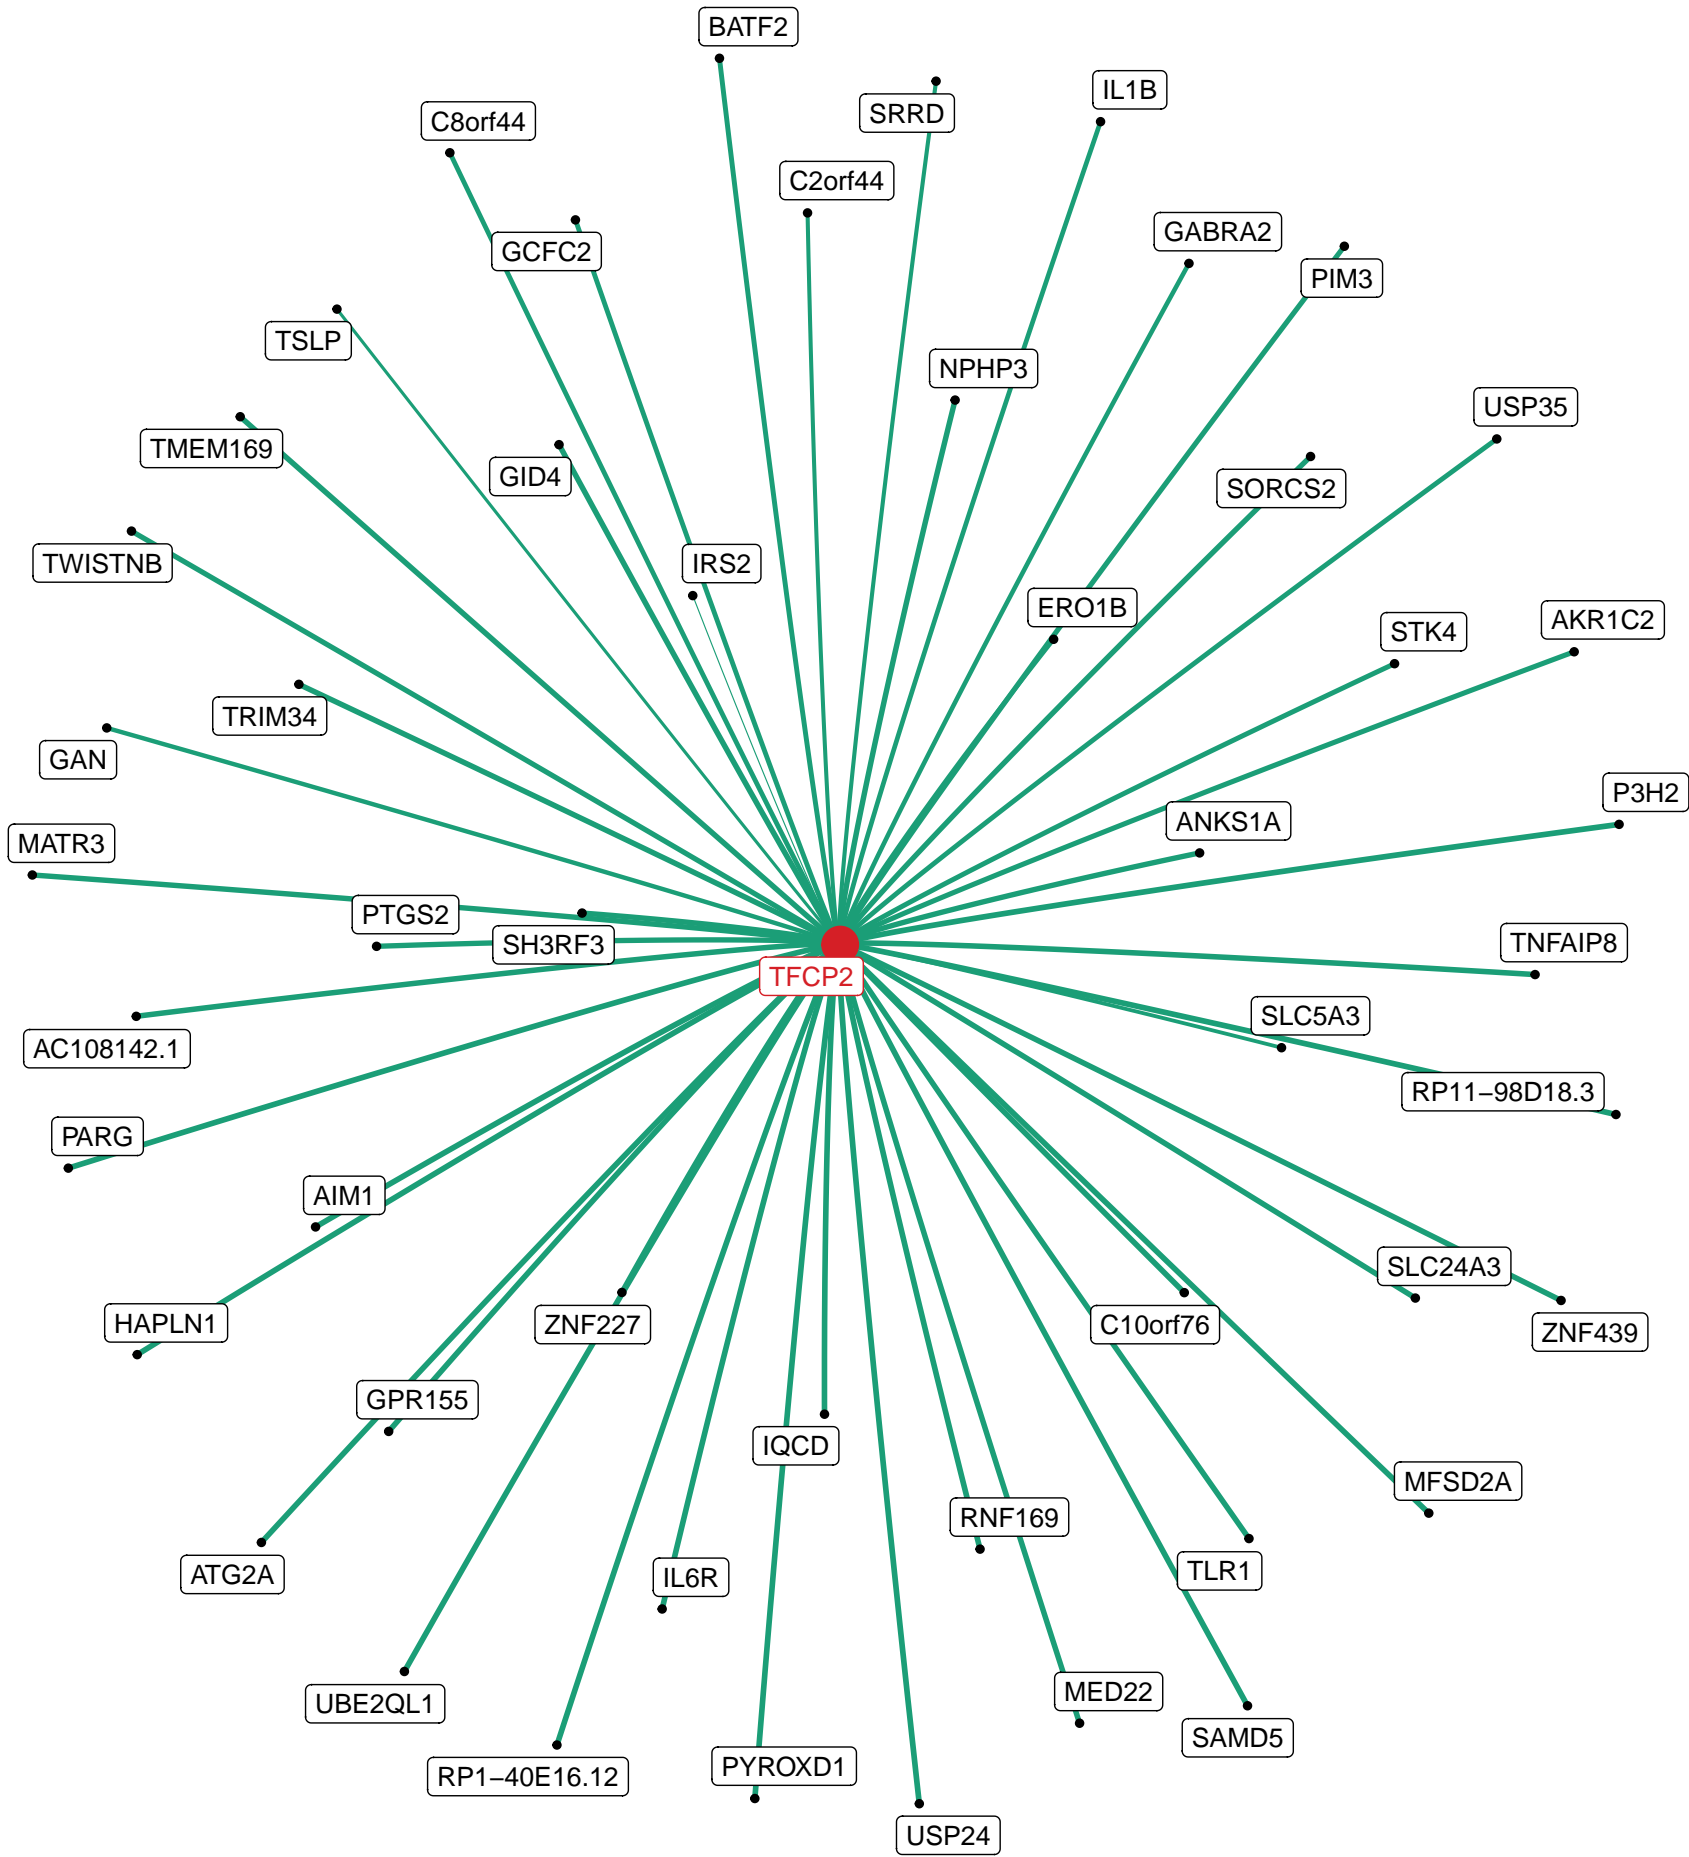 BATF2
IL1B
SRRD
C8orf44
C2orf44
GABRA2
GCFC2
PIM3
TSLP
NPHP3
USP35
TMEM169
GID4
SORCS2
TWISTNB
IRS2
ERO1B
AKR1C2
STK4
TRIM34
GAN
P3H2
ANKS1A
MATR3
PTGS2
SH3RF3
TNFAIP8
TFCP2
SLC5A3
AC108142.1
RP11−98D18.3
PARG
AIM1
SLC24A3
HAPLN1
ZNF227
C10orf76
ZNF439
GPR155
IQCD
MFSD2A
RNF169
TLR1
ATG2A
IL6R
MED22
UBE2QL1
SAMD5
PYROXD1
RP1−40E16.12
USP24